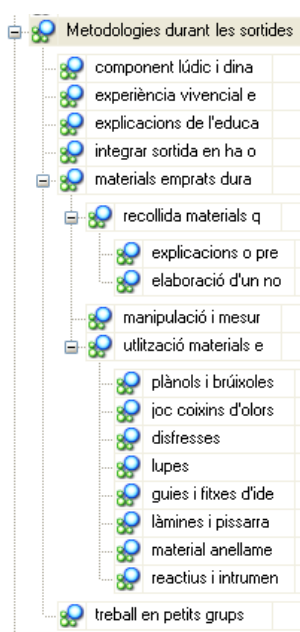 Metodologies durant les sortides
component lúdic i dina
experiència vivencial e
explicacions de l'educa
integrar sortida en ha o
materials emprats dura
recollida materials q
explicacions o pre
elaboració d'un no
manipulació i mesur
utlització materials e
plànols i brúixoles
joc coixins d'olors
disfresses
lupes
guies i fitxes d'ide
làmines i pissarra
material anellame
reactius i intrumen
treball en petits grups